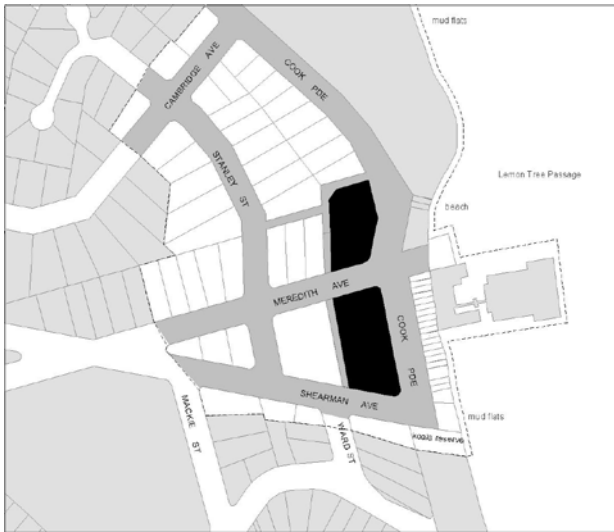 mud flats
COOK PDE
CAMBRIDGE AVE
STANLEY ST
Lemon Tree Passage
beach
MEREDITH AVE
COOK PDE
SHEARMAN AVE
MACKIE ST
WARD ST
mud flats
koala reserve